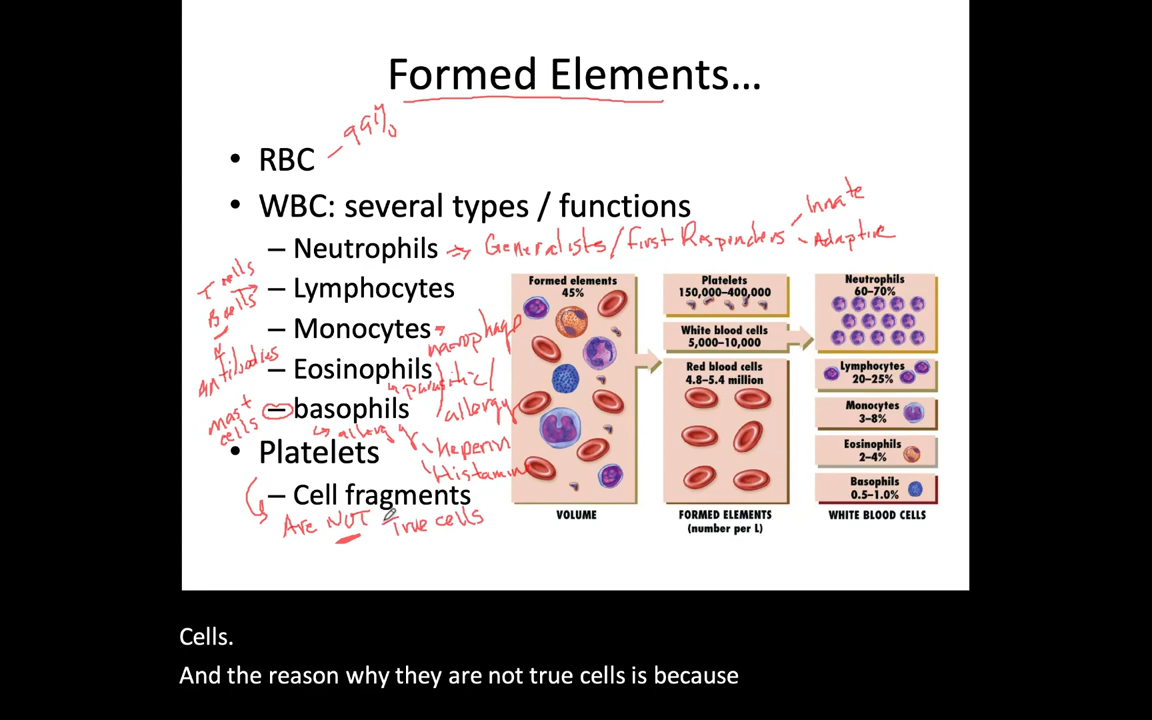 Formed Elements...
99%
• RBC
• WBC: several types / functions
Innate
– Neutrophils
Generalists/First Responders
Adaptive
T cells
B cells
– Lymphocytes
– Monocytes
macrophage
Antibodies
– Eosinophils
parasitic/
allergy
mast
cells
– basophils
allergy
Heperin
Histamine
• Platelets
– Cell fragments
Are NOT True cells
Formed elements
45%
VOLUME
Platelets
150,000–400,000
White blood cells
5,000–10,000
Red blood cells
4.8–5.4 million
FORMED ELEMENTS
(number per L)
Neutrophils
60–70%
Lymphocytes
20–25%
Monocytes
3–8%
Eosinophils
2–4%
Basophils
0.5–1.0%
WHITE BLOOD CELLS
Cells.
And the reason why they are not true cells is because